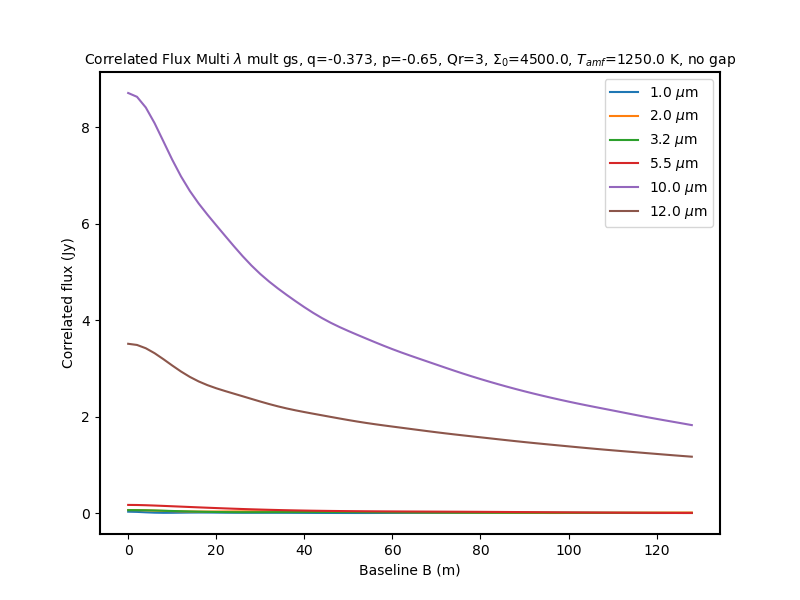 Correlated Flux Multi λ mult gs, q=-0.373, p=-0.65, Qr=3, Σ₀=4500.0, T_amf=1250.0 K, no gap
1.0 μm
2.0 μm
3.2 μm
5.5 μm
10.0 μm
12.0 μm
Correlated flux (Jy)
8
6
4
2
0
0 20 40 60 80 100 120
Baseline B (m)